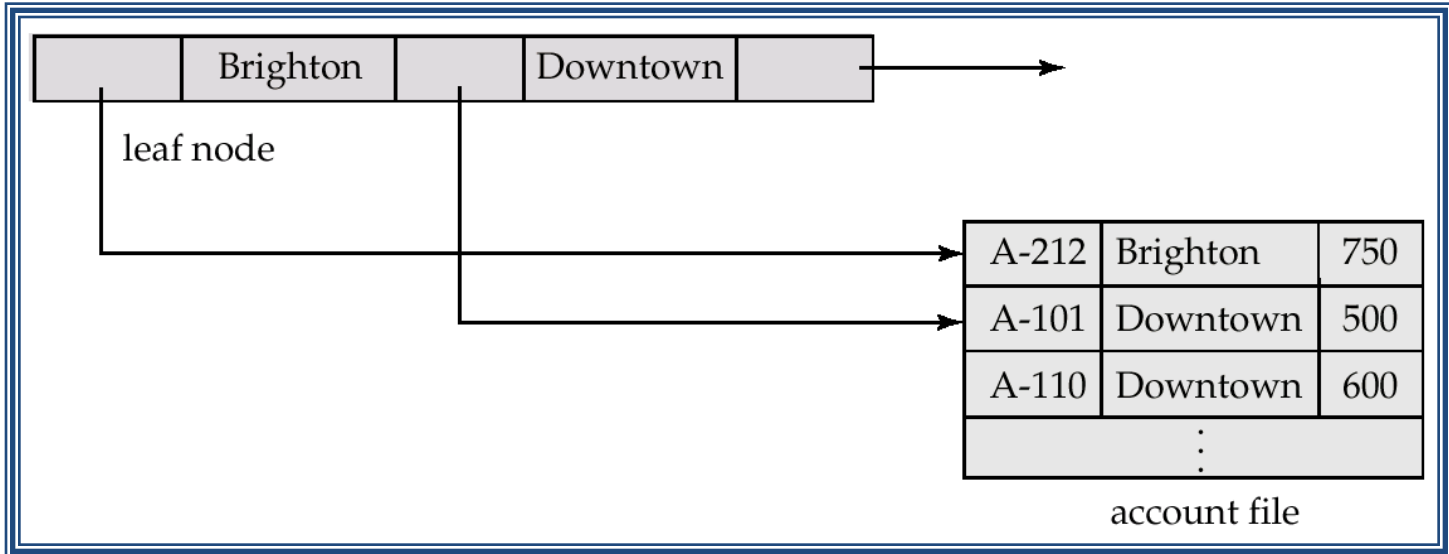 Brighton Downtown
leaf node
A-212 Brighton 750
A-101 Downtown 500
A-110 Downtown 600
⋮
account file